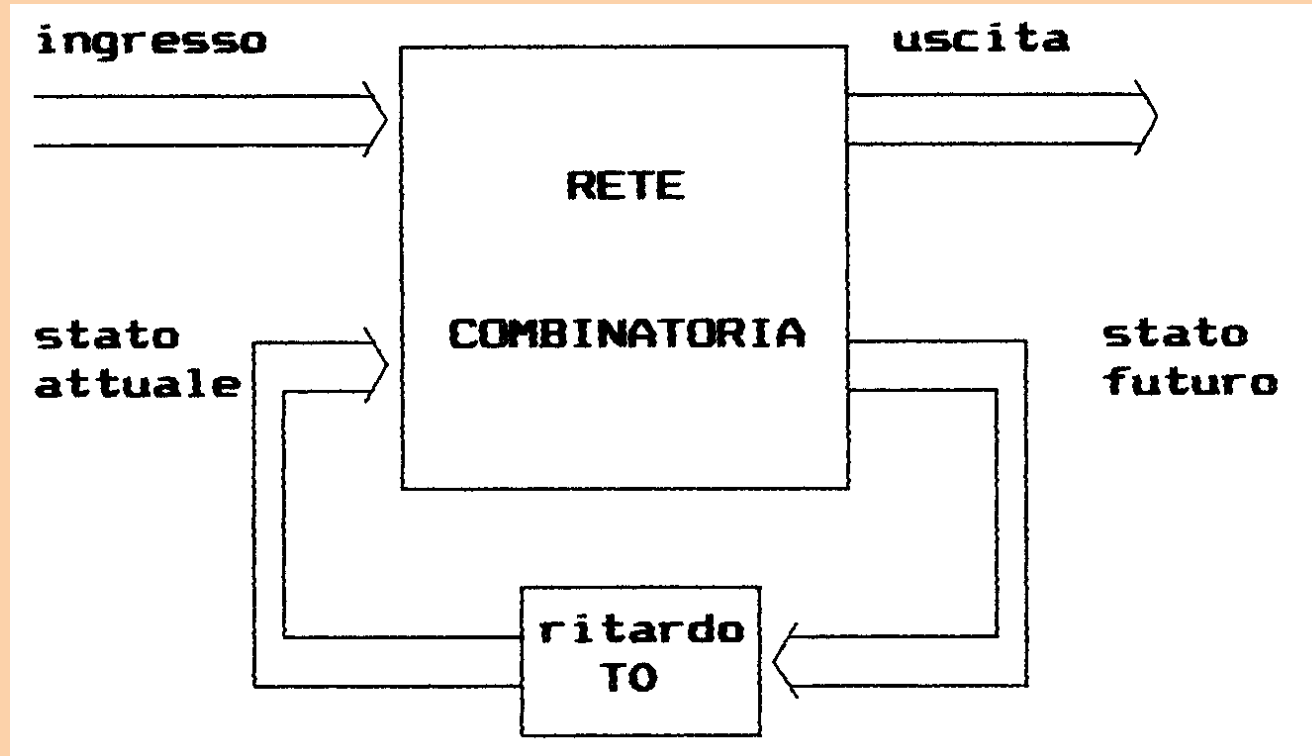 ingresso
uscita
RETE
COMBINATORIA
stato
attuale
stato
futuro
ritardo
TO